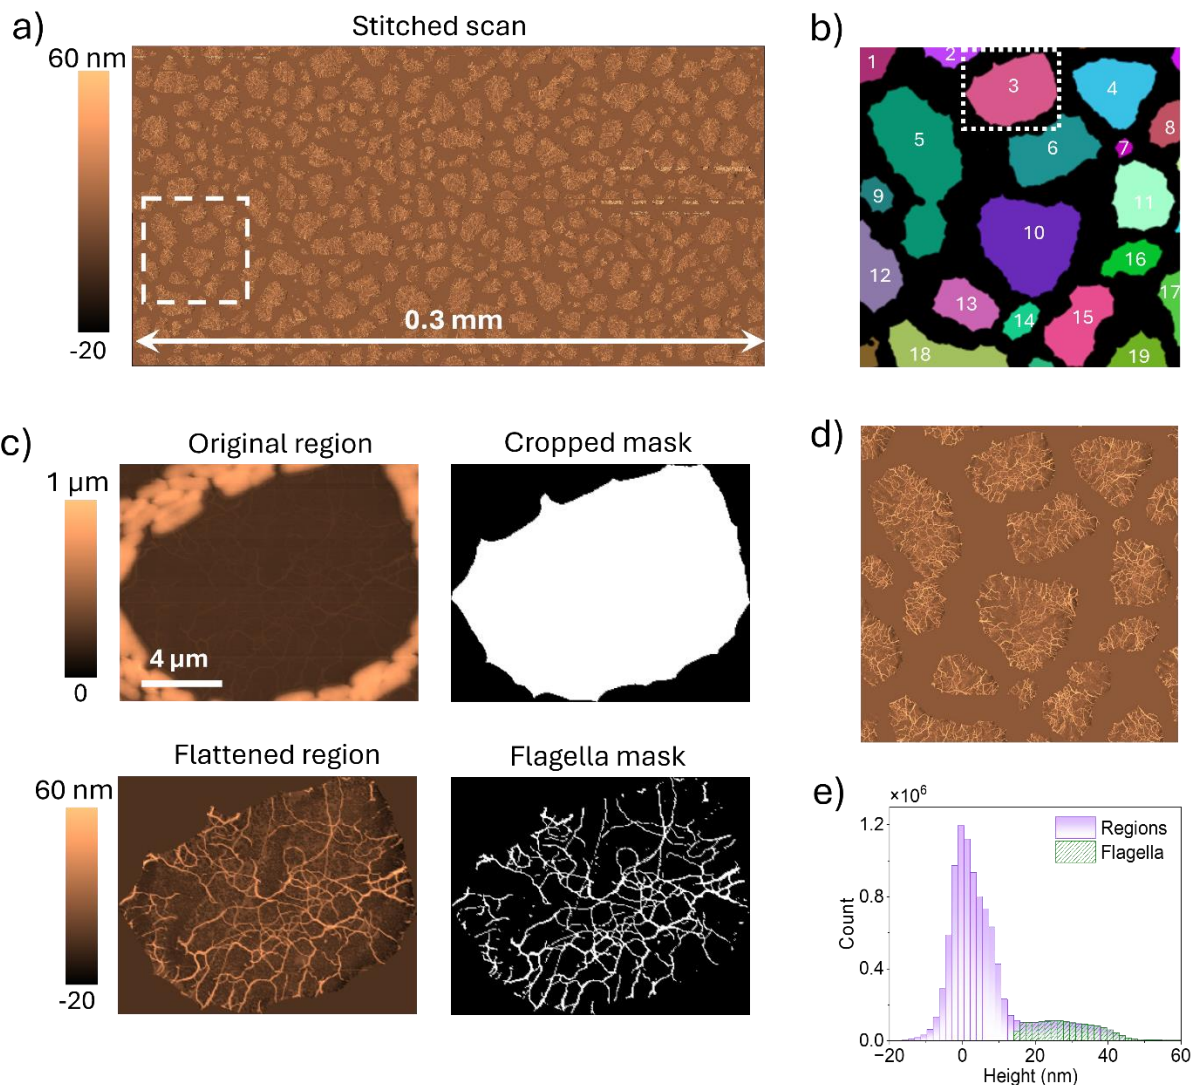 a)
Stitched scan
60 nm
-20
0.3 mm
b)
1
2
3
4
5
6
7
8
9
10
11
12
13
14
15
16
17
18
19
c)
Original region
Cropped mask
1 µm
0
4 µm
Flattened region
Flagella mask
60 nm
-20
d)
e)
×10⁶
1.2
0.8
0.4
0.0
Count
Regions
Flagella
−20 0 20 40 60
Height (nm)